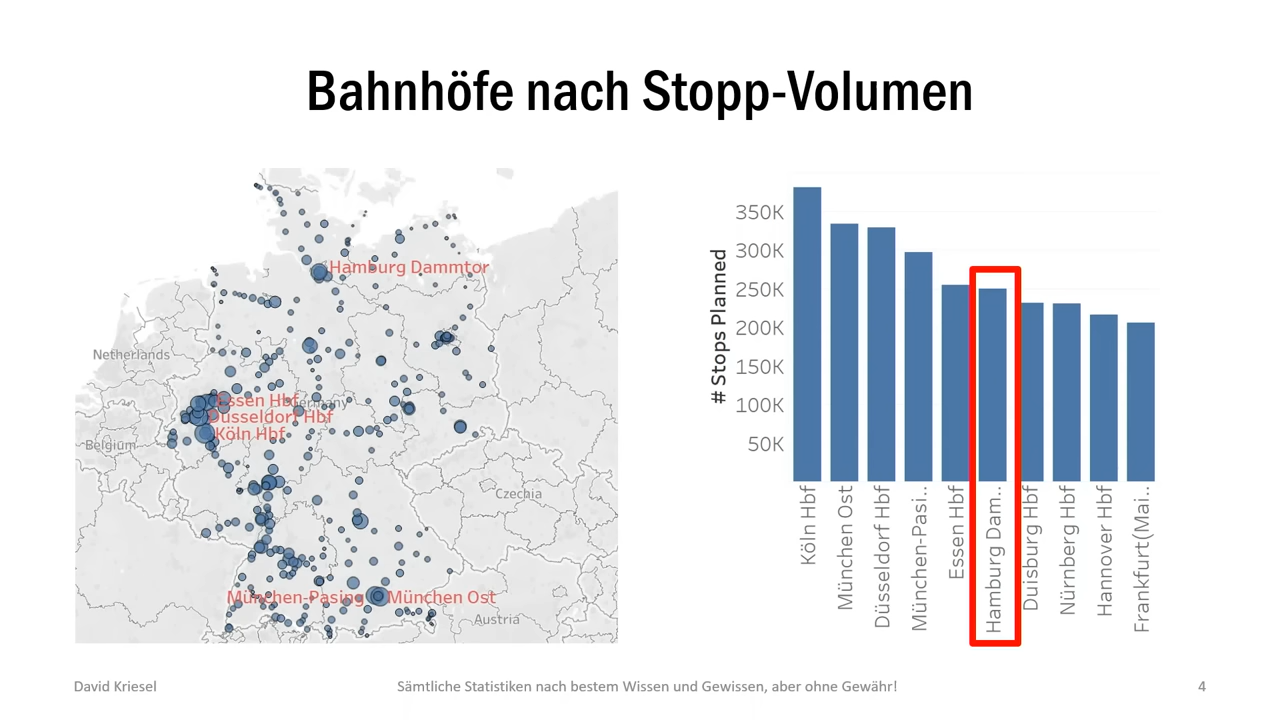 Bahnhöfe nach Stopp-Volumen
Hamburg Dammtor
Netherlands
Essen Hbf
Germany
Düsseldorf Hbf
Köln Hbf
Belgium
Czechia
München-Pasing
München Ost
Austria
# Stops Planned
350K
300K
250K
200K
150K
100K
50K
Köln Hbf
München Ost
Düsseldorf Hbf
München-Pasi..
Essen Hbf
Hamburg Dam..
Duisburg Hbf
Nürnberg Hbf
Hannover Hbf
Frankfurt(Mai..
David Kriesel
Sämtliche Statistiken nach bestem Wissen und Gewissen, aber ohne Gewähr!
4